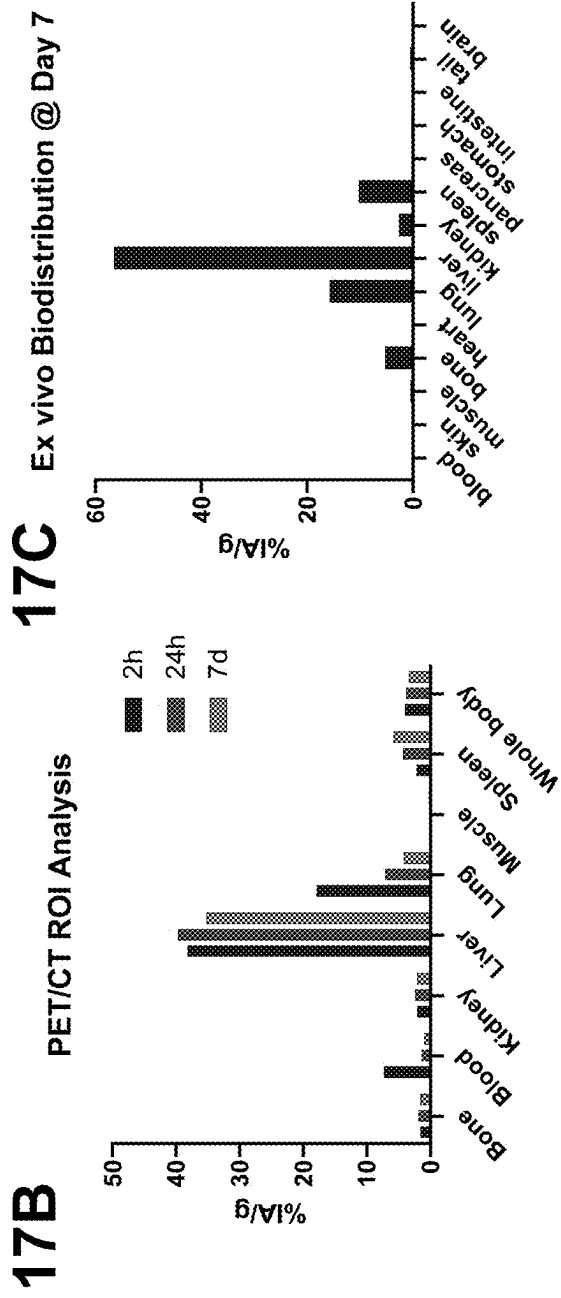 17B
PET/CT ROI Analysis
2h
24h
7d
%IA/g
50
40
30
20
10
0
Bone
Blood
Kidney
Liver
Lung
Muscle
Spleen
Whole body
17C
Ex vivo Biodistribution @ Day 7
%IA/g
60
40
20
0
blood
skin
muscle
bone
heart
lung
liver
kidney
spleen
pancreas
stomach
intestine
tail
brain